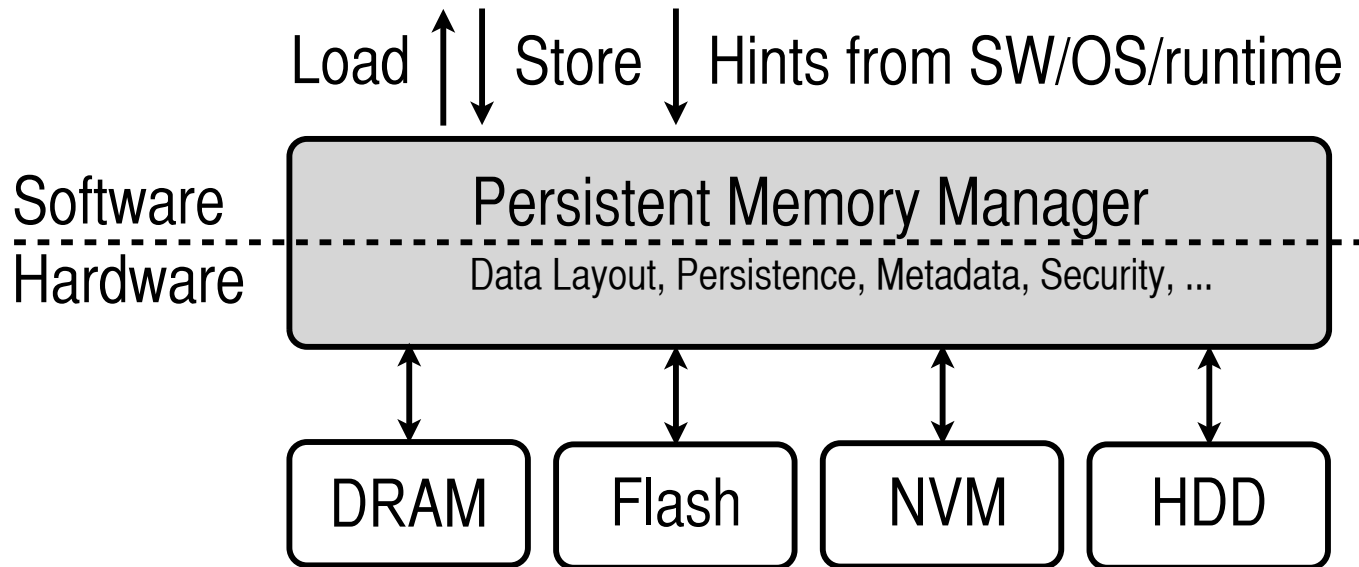 Load Store Hints from SW/OS/runtime
Software
Persistent Memory Manager
Hardware
Data Layout, Persistence, Metadata, Security, ...
DRAM Flash NVM HDD